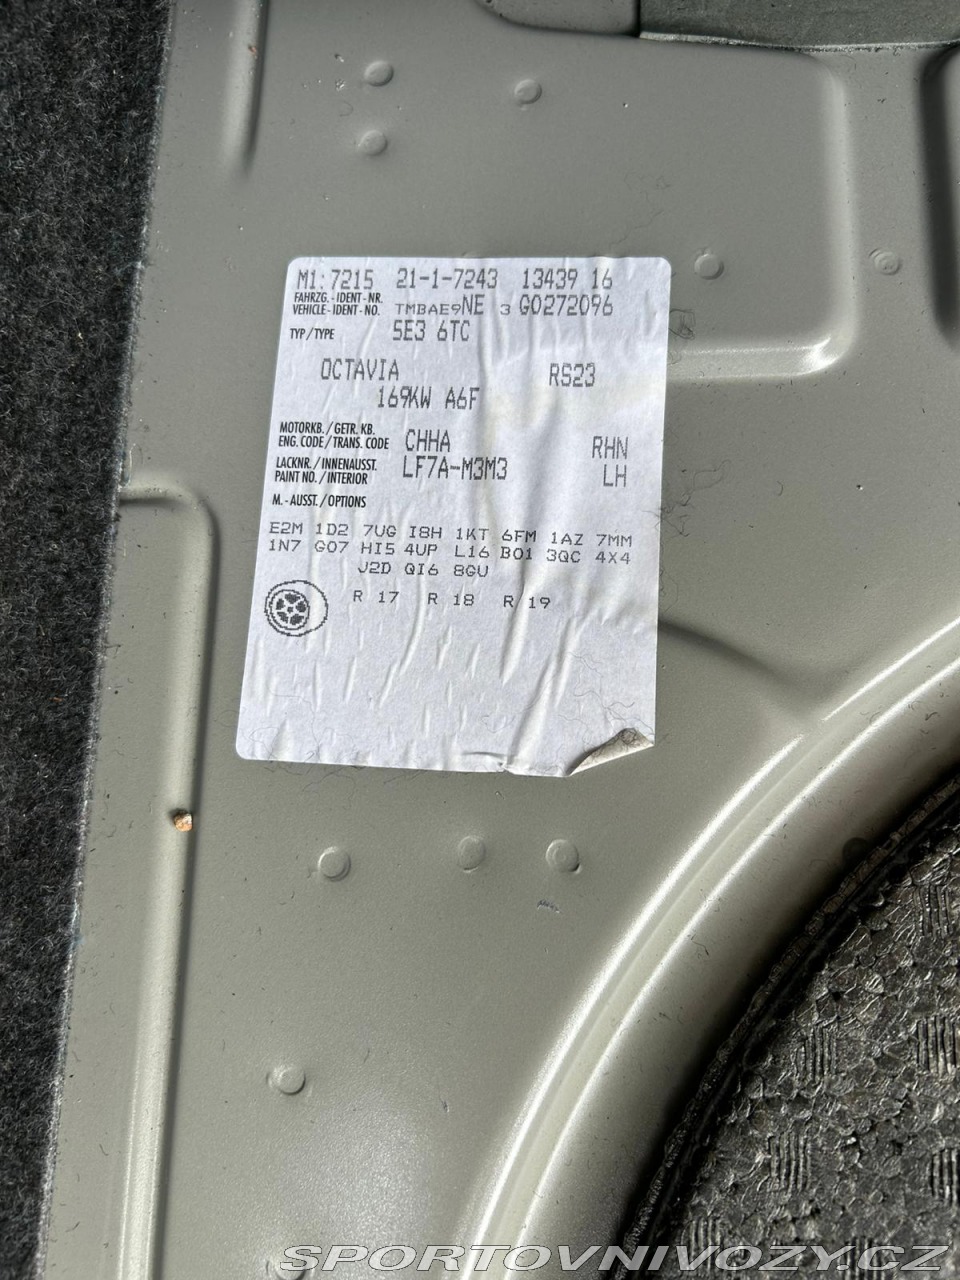 M1: 7215 21-1-7243 13439 16
FAHRZG.-IDENT-NR.
VEHICLE-IDENT-NO. TMBAE9NE 3 G0272096
TYP/TYPE 5E3 6TC
OCTAVIA RS23
169KW A6F
MOTORKB./GETR. KB.
ENG. CODE/TRANS. CODE CHHA RHN
LACKNR./INNENAUSST.
PAINT NO./INTERIOR LF7A-M3M3 LH
M.-AUSST./OPTIONS
E2M 1D2 7UG I8H 1KT 6FM 1AZ 7MM
1N7 G07 HI5 4UP L16 B01 3QC 4X4
J2D QI6 8GU
R 17 R 18 R 19
SPORTOVNIVOZY.CZ